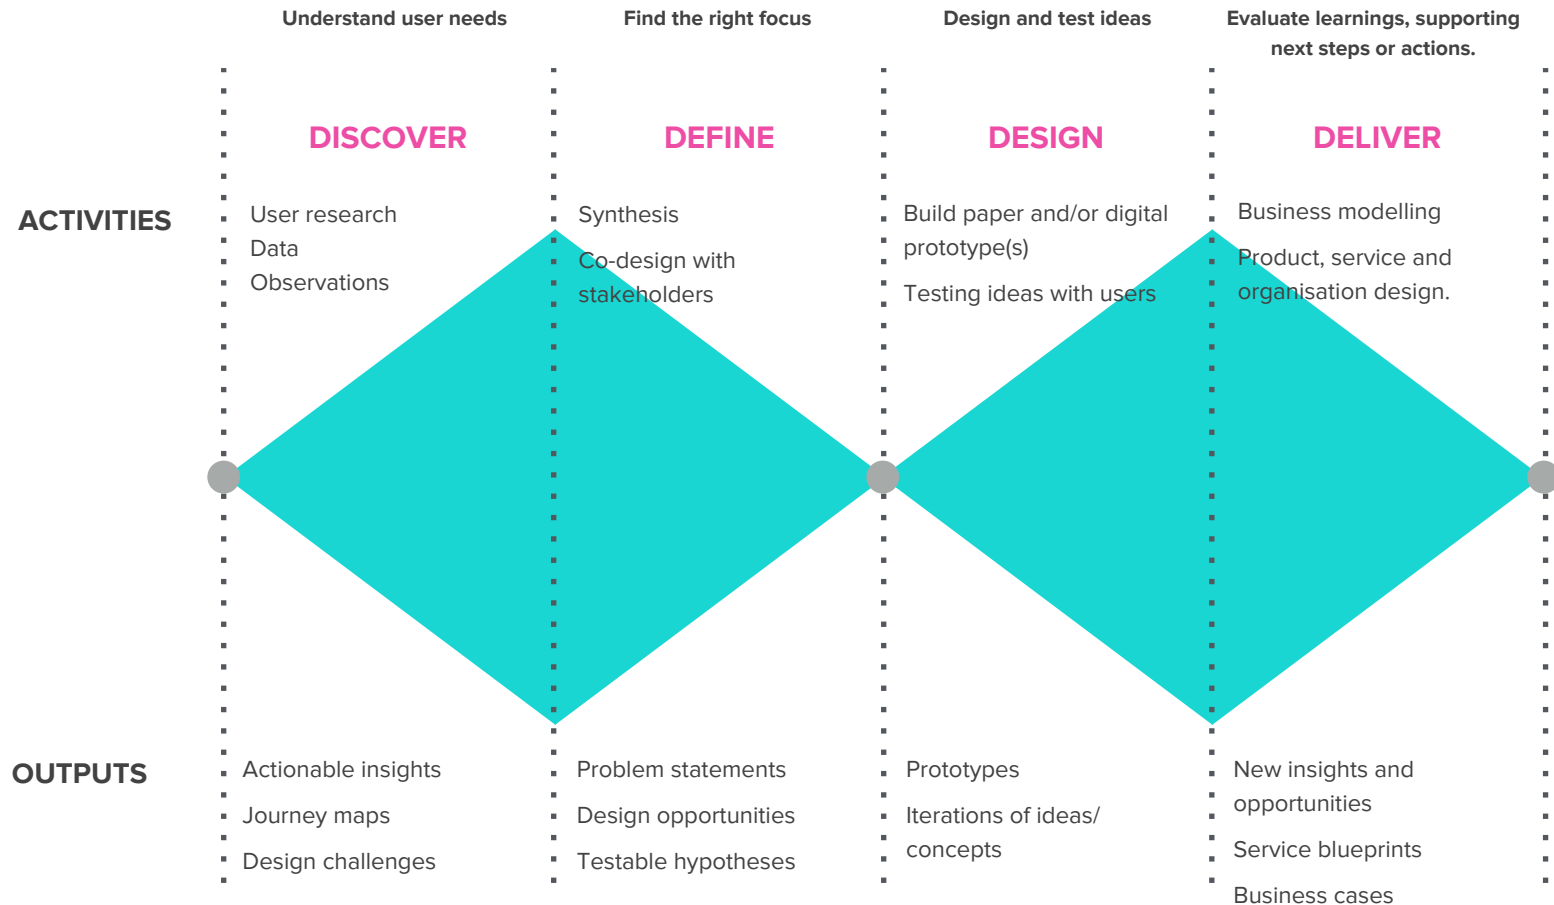 Understand user needs
Find the right focus
Design and test ideas
Evaluate learnings, supporting
next steps or actions.
DISCOVER
DEFINE
DESIGN
DELIVER
ACTIVITIES
User research
Data
Observations
Synthesis
Co-design with
stakeholders
Build paper and/or digital
prototype(s)
Testing ideas with users
Business modelling
Product, service and
organisation design.
OUTPUTS
Actionable insights
Journey maps
Design challenges
Problem statements
Design opportunities
Testable hypotheses
Prototypes
Iterations of ideas/
concepts
New insights and
opportunities
Service blueprints
Business cases